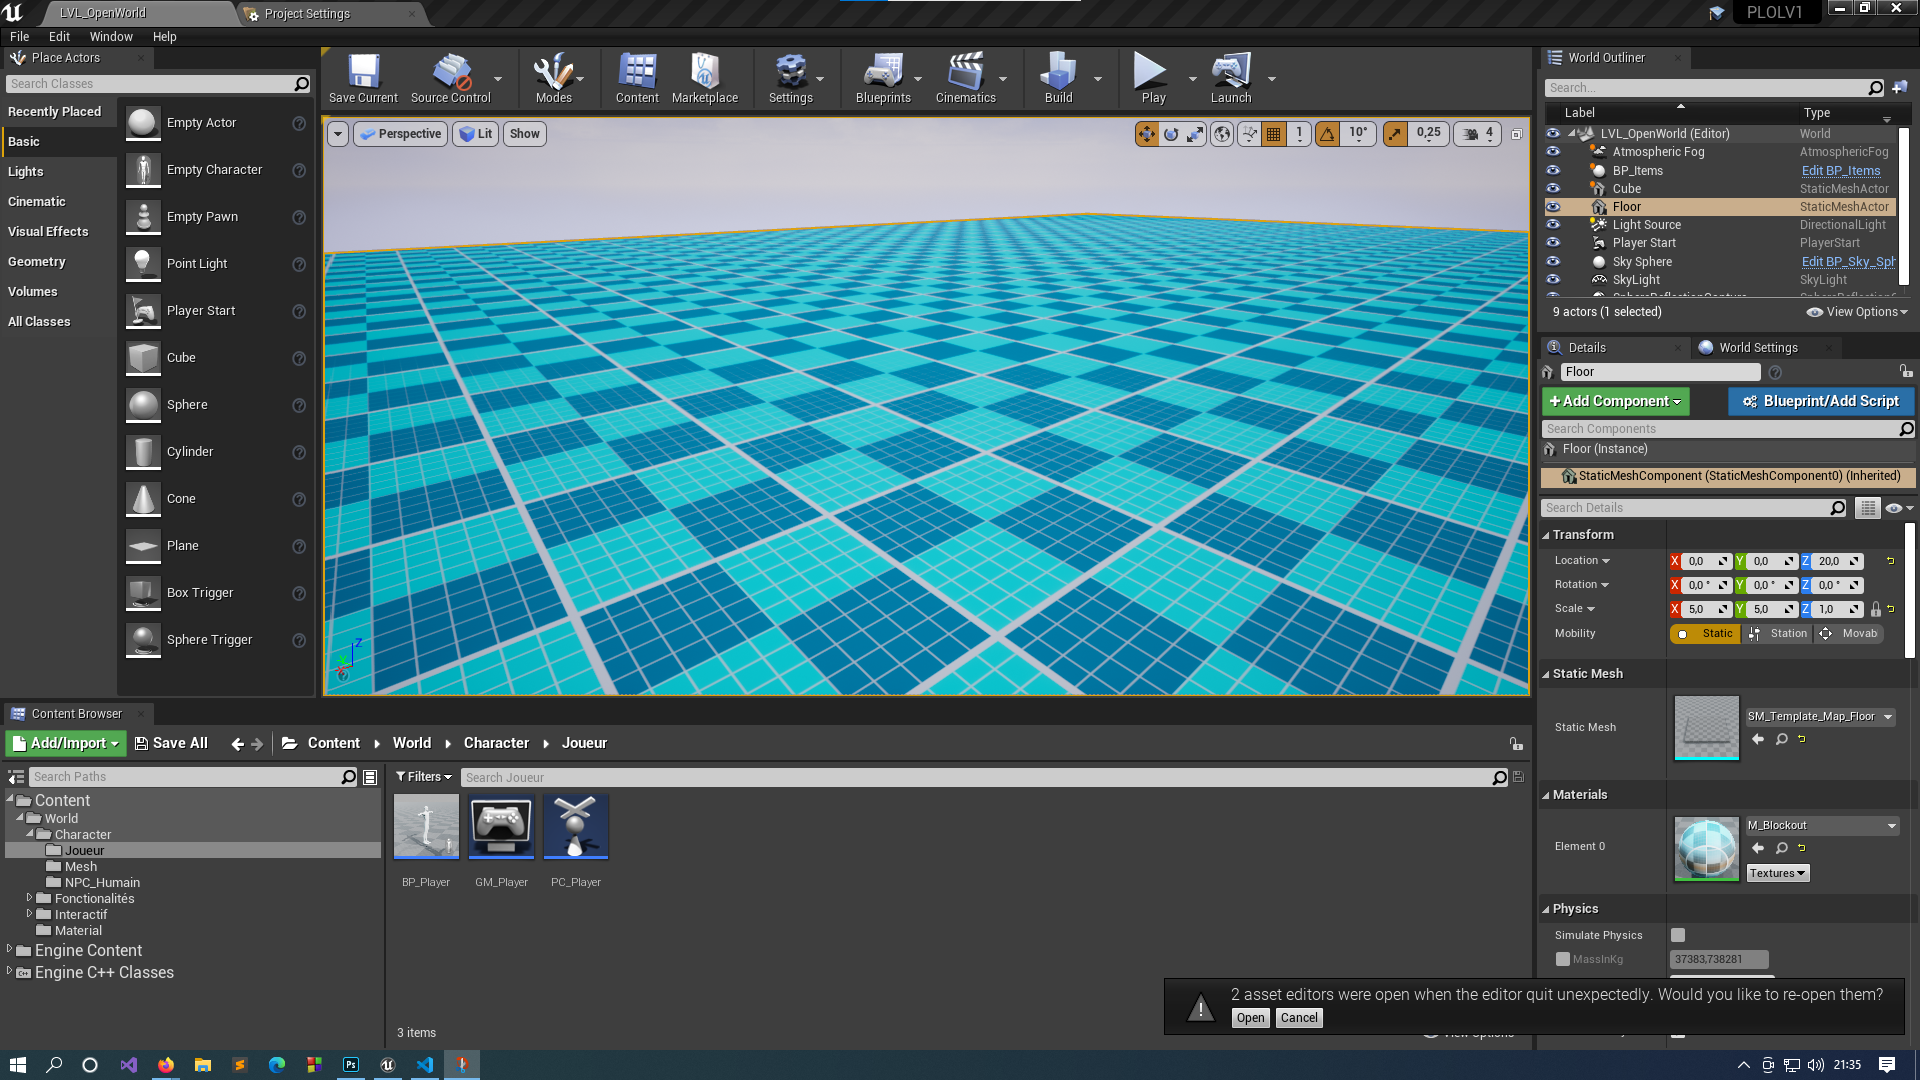 LVL_OpenWorld
Project Settings
PLOLV1
File Edit Window Help
Place Actors
Search Classes
Recently Placed
Basic
Lights
Cinematic
Visual Effects
Geometry
Volumes
All Classes
Empty Actor
Empty Character
Empty Pawn
Point Light
Player Start
Cube
Sphere
Cylinder
Cone
Plane
Box Trigger
Sphere Trigger
Save Current
Source Control
Modes
Content
Marketplace
Settings
Blueprints
Cinematics
Build
Play
Launch
Perspective
Lit
Show
1
10°
0,25
4
Z
World Outliner
Search...
Label Type
LVL_OpenWorld (Editor) World
Atmospheric Fog AtmosphericFog
BP_Items Edit BP_Items
Cube StaticMeshActor
Floor StaticMeshActor
Light Source DirectionalLight
Player Start PlayerStart
Sky Sphere Edit BP_Sky_Sph
SkyLight SkyLight
9 actors (1 selected)
View Options
Details
World Settings
Floor
+Add Component
Blueprint/Add Script
Search Components
Floor (Instance)
StaticMeshComponent (StaticMeshComponent0) (Inherited)
Search Details
Transform
Location X 0,0 Y 0,0 Z 20,0
Rotation X 0,0 ° Y 0,0 ° Z 0,0 °
Scale X 5,0 Y 5,0 Z 1,0
Mobility Static Station Movab
Static Mesh
Static Mesh
SM_Template_Map_Floor
Materials
Element 0
M_Blockout
Textures
Physics
Simulate Physics
MassInKg
37383,738281
Content Browser
Add/Import
Save All
Content World Character Joueur
Search Paths
Content
World
Character
Joueur
Mesh
NPC_Humain
Fonctionalités
Interactif
Material
Engine Content
Engine C++ Classes
Filters
Search Joueur
BP_Player
GM_Player
PC_Player
3 items
2 asset editors were open when the editor quit unexpectedly. Would you like to re-open them?
Open
Cancel
Ps
21:35